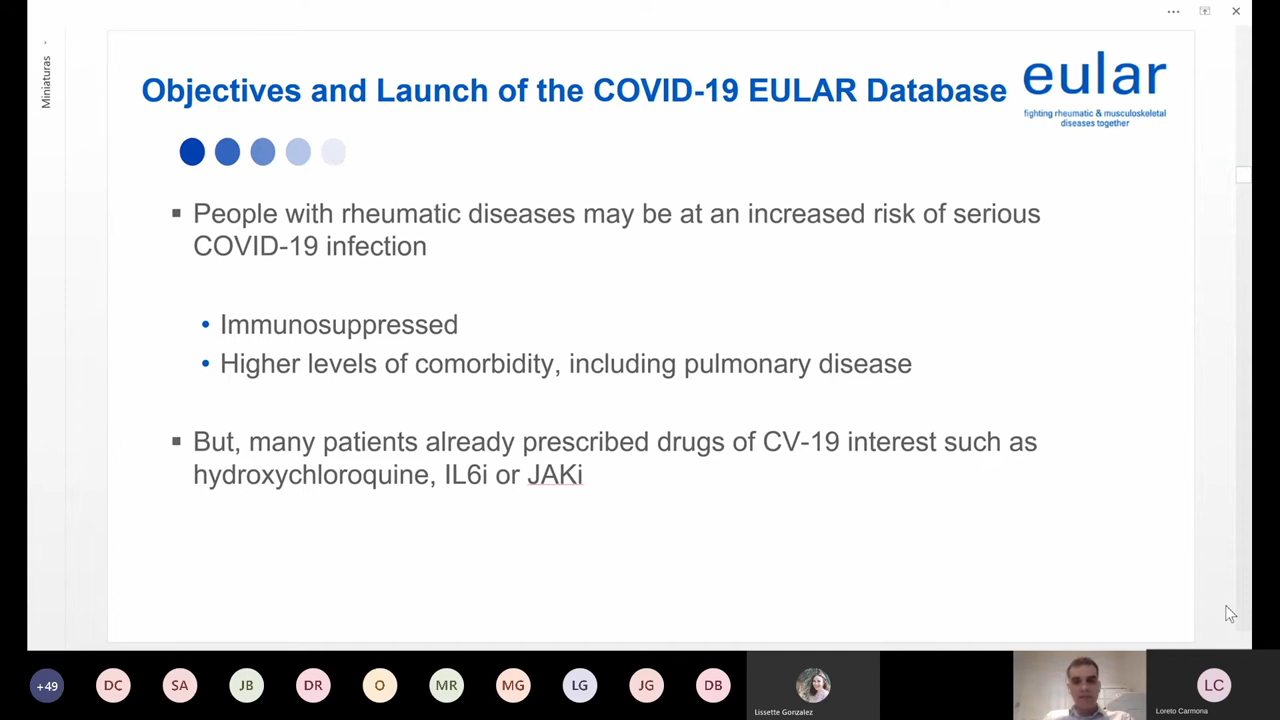 Miniaturas
Objectives and Launch of the COVID-19 EULAR Database
eular
fighting rheumatic & musculoskeletal
diseases together
▪ People with rheumatic diseases may be at an increased risk of serious
COVID-19 infection
• Immunosuppressed
• Higher levels of comorbidity, including pulmonary disease
▪ But, many patients already prescribed drugs of CV-19 interest such as
hydroxychloroquine, IL6i or JAKi
+49
DC
SA
JB
DR
O
MR
MG
LG
JG
DB
Lissette Gonzalez
LC
Loreto Carmona